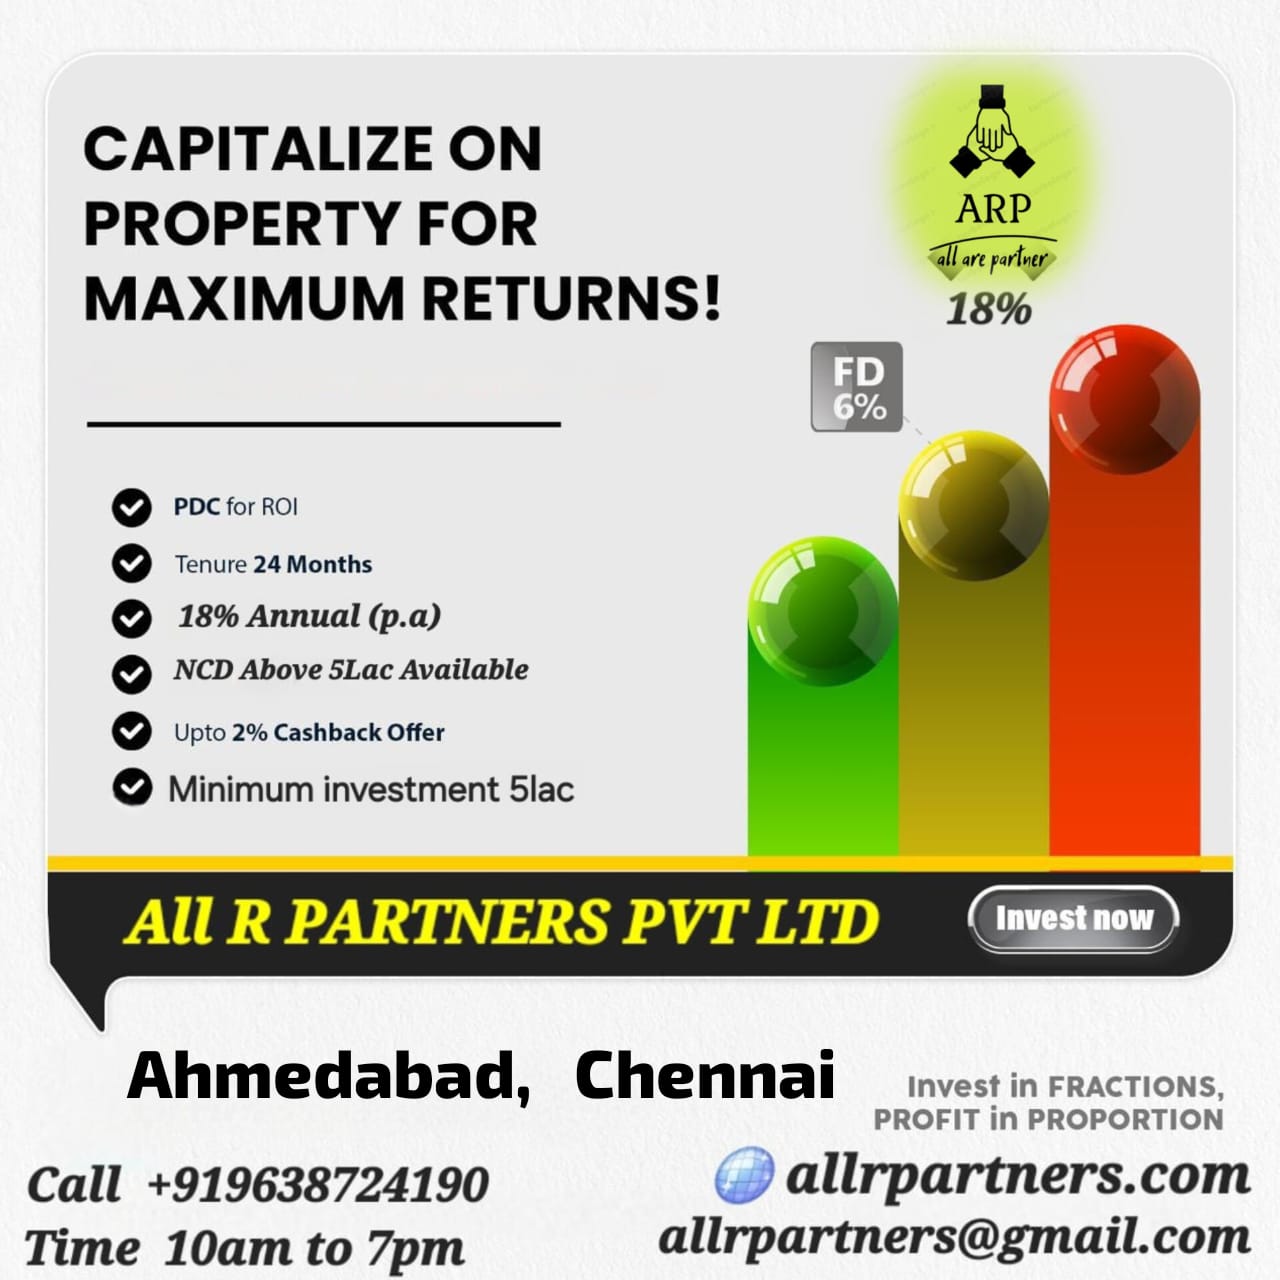 CAPITALIZE ON
PROPERTY FOR
MAXIMUM RETURNS!
ARP
all are partner
18%
FD
6%
PDC for ROI
Tenure 24 Months
18% Annual (p.a)
NCD Above 5Lac Available
Upto 2% Cashback Offer
Minimum investment 5lac
All R PARTNERS PVT LTD
Invest now
Ahmedabad, Chennai
Invest in FRACTIONS,
PROFIT in PROPORTION
Call +919638724190
Time 10am to 7pm
allrpartners.com
allrpartners@gmail.com